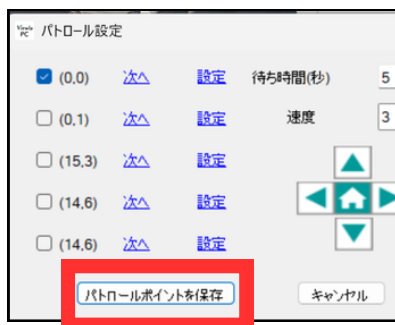 Viewla PC パトロール設定
(0,0) 次へ 設定 待ち時間(秒) 5
(0,1) 次へ 設定 速度 3
(15,3) 次へ 設定
(14,6) 次へ 設定
(14,6) 次へ 設定
パトロールポイントを保存 キャンセル